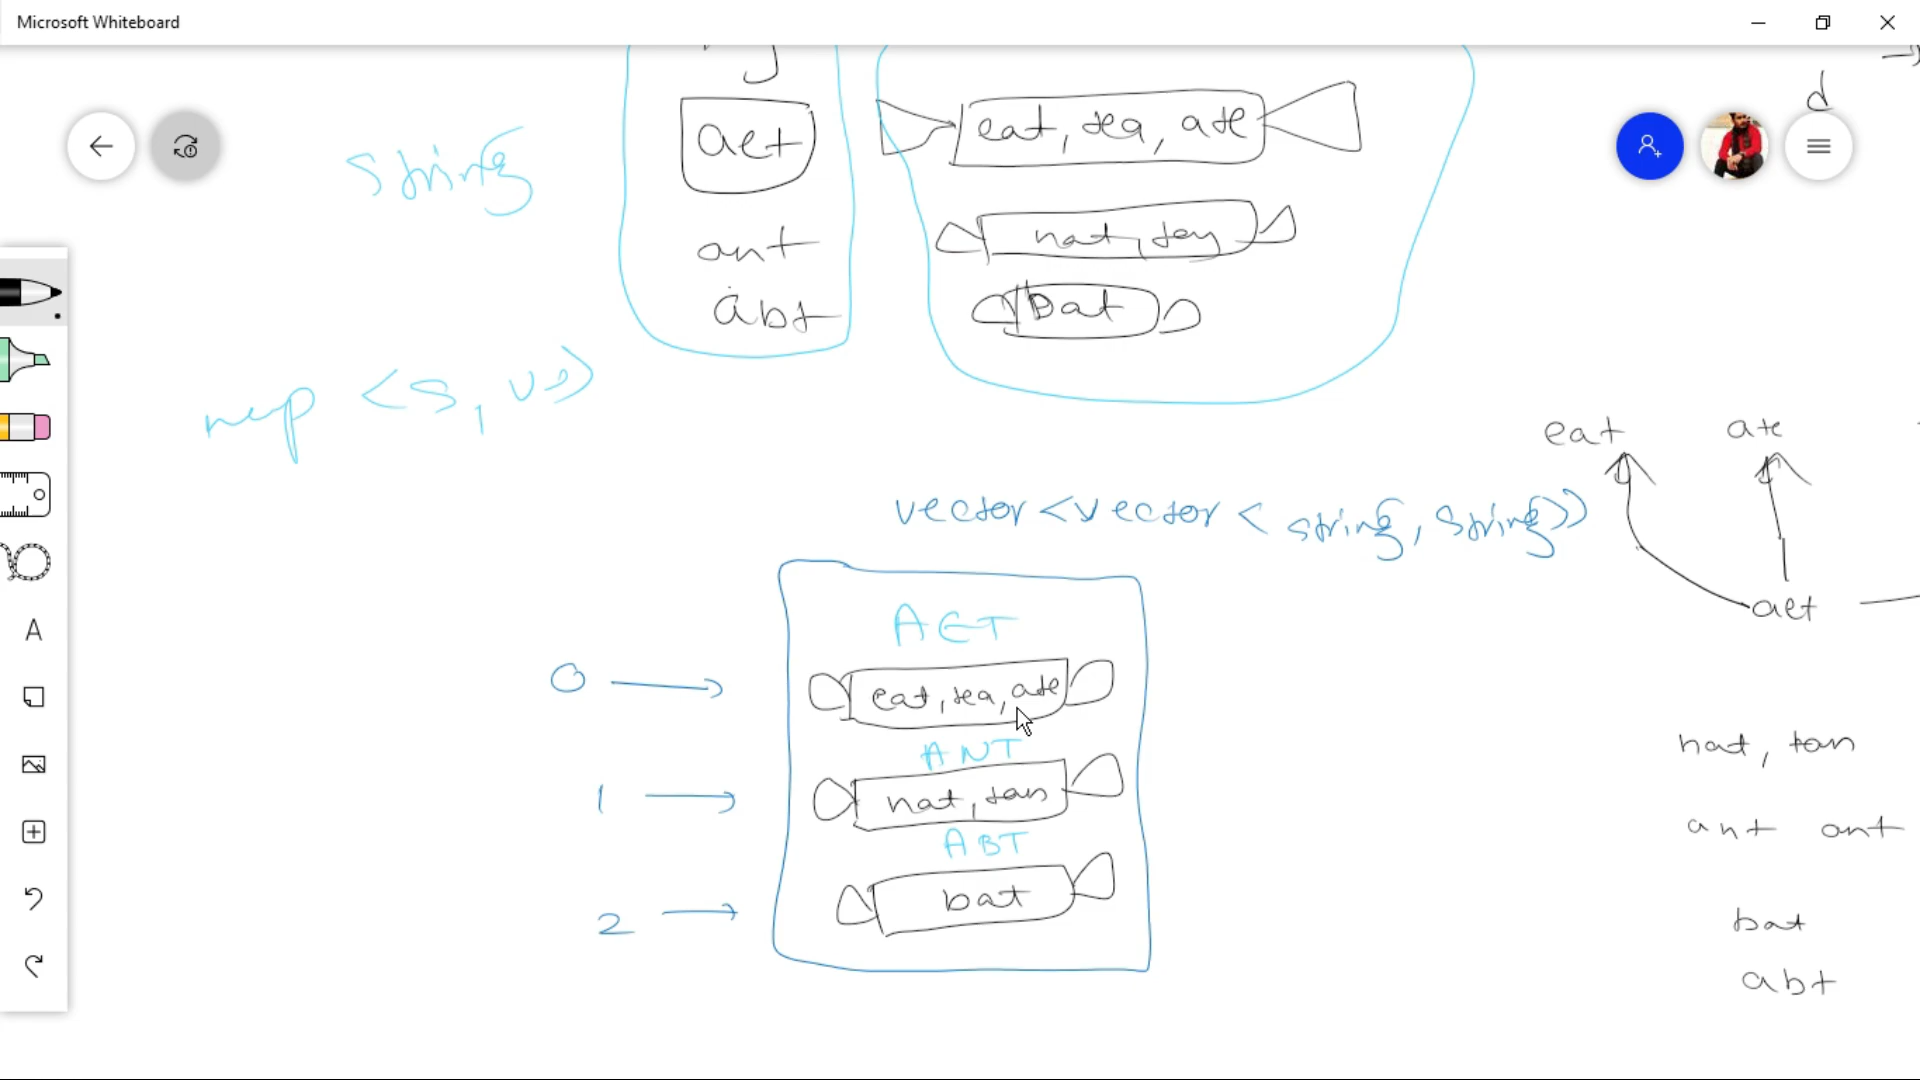 Microsoft Whiteboard
string
aet
eat, tea, ate
ant
nat, tan
abt
bat
map <s, vs>
d
eat
ate
vector<vector< string, string>>
aet
AET
0
eat, tea, ate
ANT
1
nat, tan
ABT
2
bat
nat, tan
ant ant
bat
abt
A